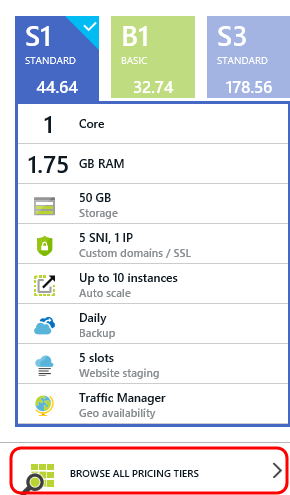 S1 B1 S3
STANDARD BASIC STANDARD
44.64 32.74 178.56
1 Core
1.75 GB RAM
50 GB
Storage
5 SNI, 1 IP
Custom domains / SSL
Up to 10 instances
Auto scale
Daily
Backup
5 slots
Website staging
Traffic Manager
Geo availability
BROWSE ALL PRICING TIERS